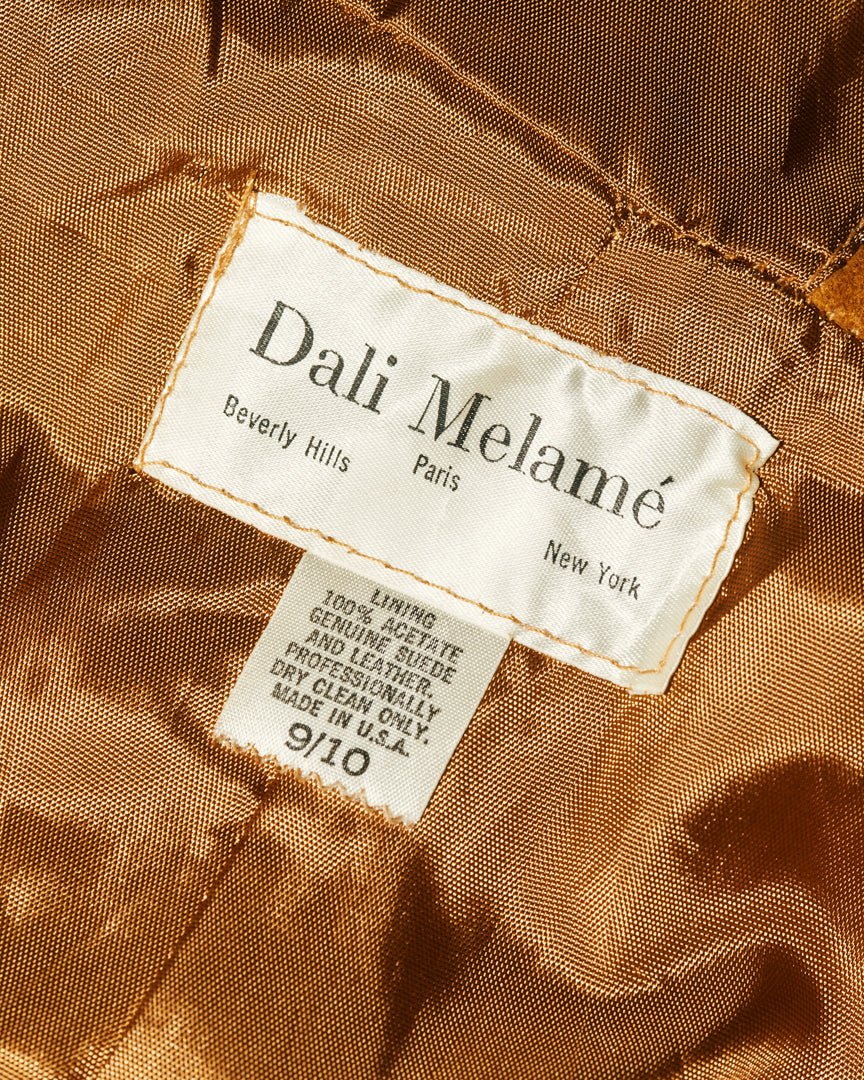 Dali Melamé
Beverly Hills Paris New York
LINING
100% ACETATE
GENUINE SUEDE
AND LEATHER.
PROFESSIONALLY
DRY CLEAN ONLY.
MADE IN U.S.A.
9/10